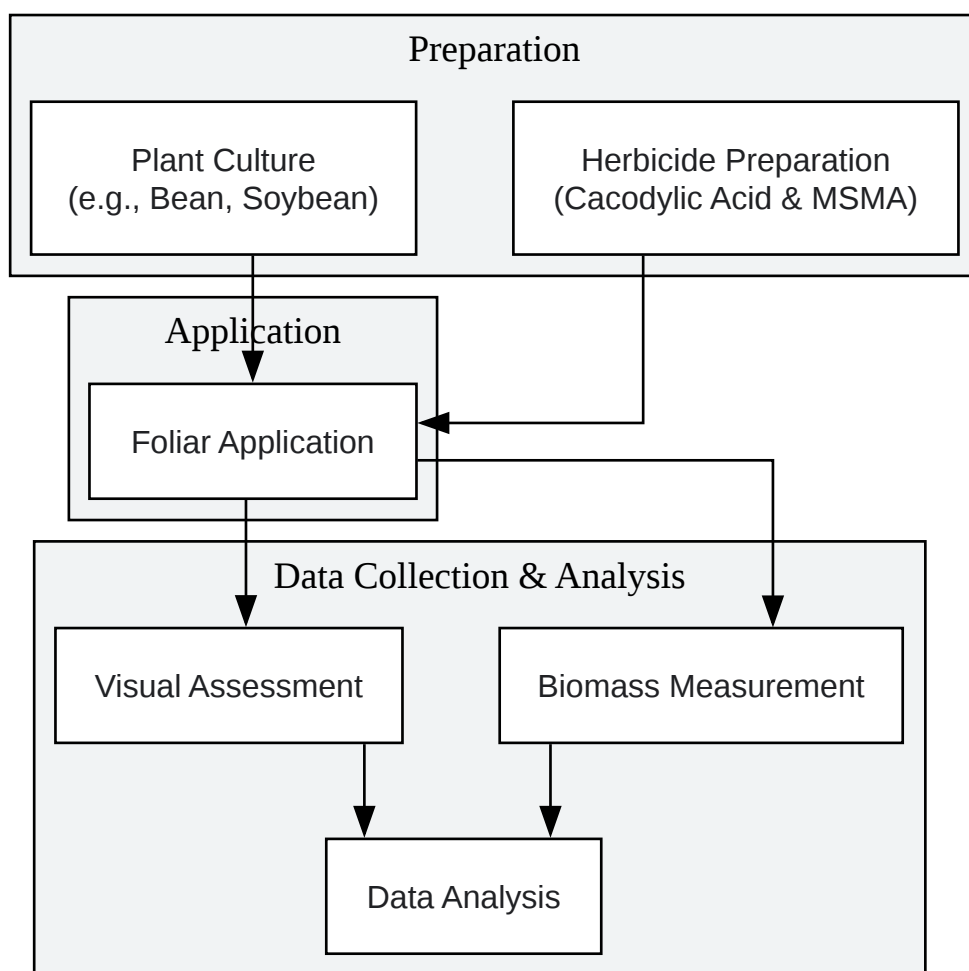 Preparation
Plant Culture
(e.g., Bean, Soybean)
Herbicide Preparation
(Cacodylic Acid & MSMA)
Application
Foliar Application
Data Collection & Analysis
Visual Assessment
Biomass Measurement
Data Analysis